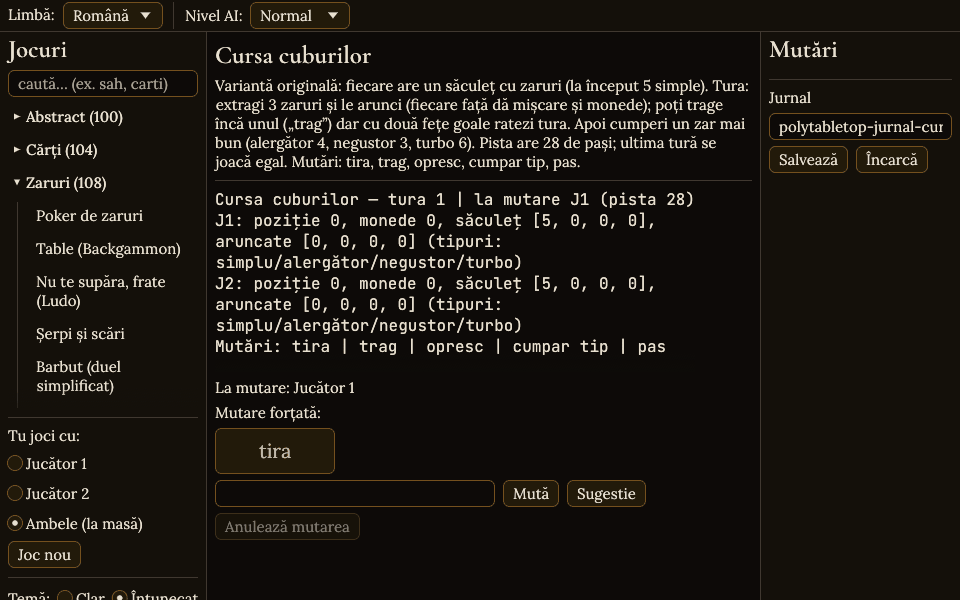 Limbă: Română ▼ Nivel AI: Normal ▼
Jocuri
caută... (ex. sah, carti)
▸ Abstract (100)
▸ Cărți (104)
▾ Zaruri (108)
Poker de zaruri
Table (Backgammon)
Nu te supăra, frate
(Ludo)
Șerpi și scări
Barbut (duel
simplificat)
Tu joci cu:
Jucător 1
Jucător 2
Ambele (la masă)
Joc nou
Temă: Clar Întunecat
Cursa cuburilor
Variantă originală: fiecare are un săculeț cu zaruri (la început 5 simple). Tura:
extragi 3 zaruri și le arunci (fiecare față dă mișcare și monede); poți trage
încă unul („trag”) dar cu două fețe goale ratezi tura. Apoi cumperi un zar mai
bun (alergător 4, negustor 3, turbo 6). Pista are 28 de pași; ultima tură se
joacă egal. Mutări: tira, trag, opresc, cumpar tip, pas.
Cursa cuburilor — tura 1 | la mutare J1 (pista 28)
J1: poziție 0, monede 0, săculeț [5, 0, 0, 0],
aruncate [0, 0, 0, 0] (tipuri:
simplu/alergător/negustor/turbo)
J2: poziție 0, monede 0, săculeț [5, 0, 0, 0],
aruncate [0, 0, 0, 0] (tipuri:
simplu/alergător/negustor/turbo)
Mutări: tira | trag | opresc | cumpar tip | pas
La mutare: Jucător 1
Mutare forțată:
tira
Mută Sugestie
Anulează mutarea
Mutări
Jurnal
polytabletop-jurnal-cur
Salvează Încarcă